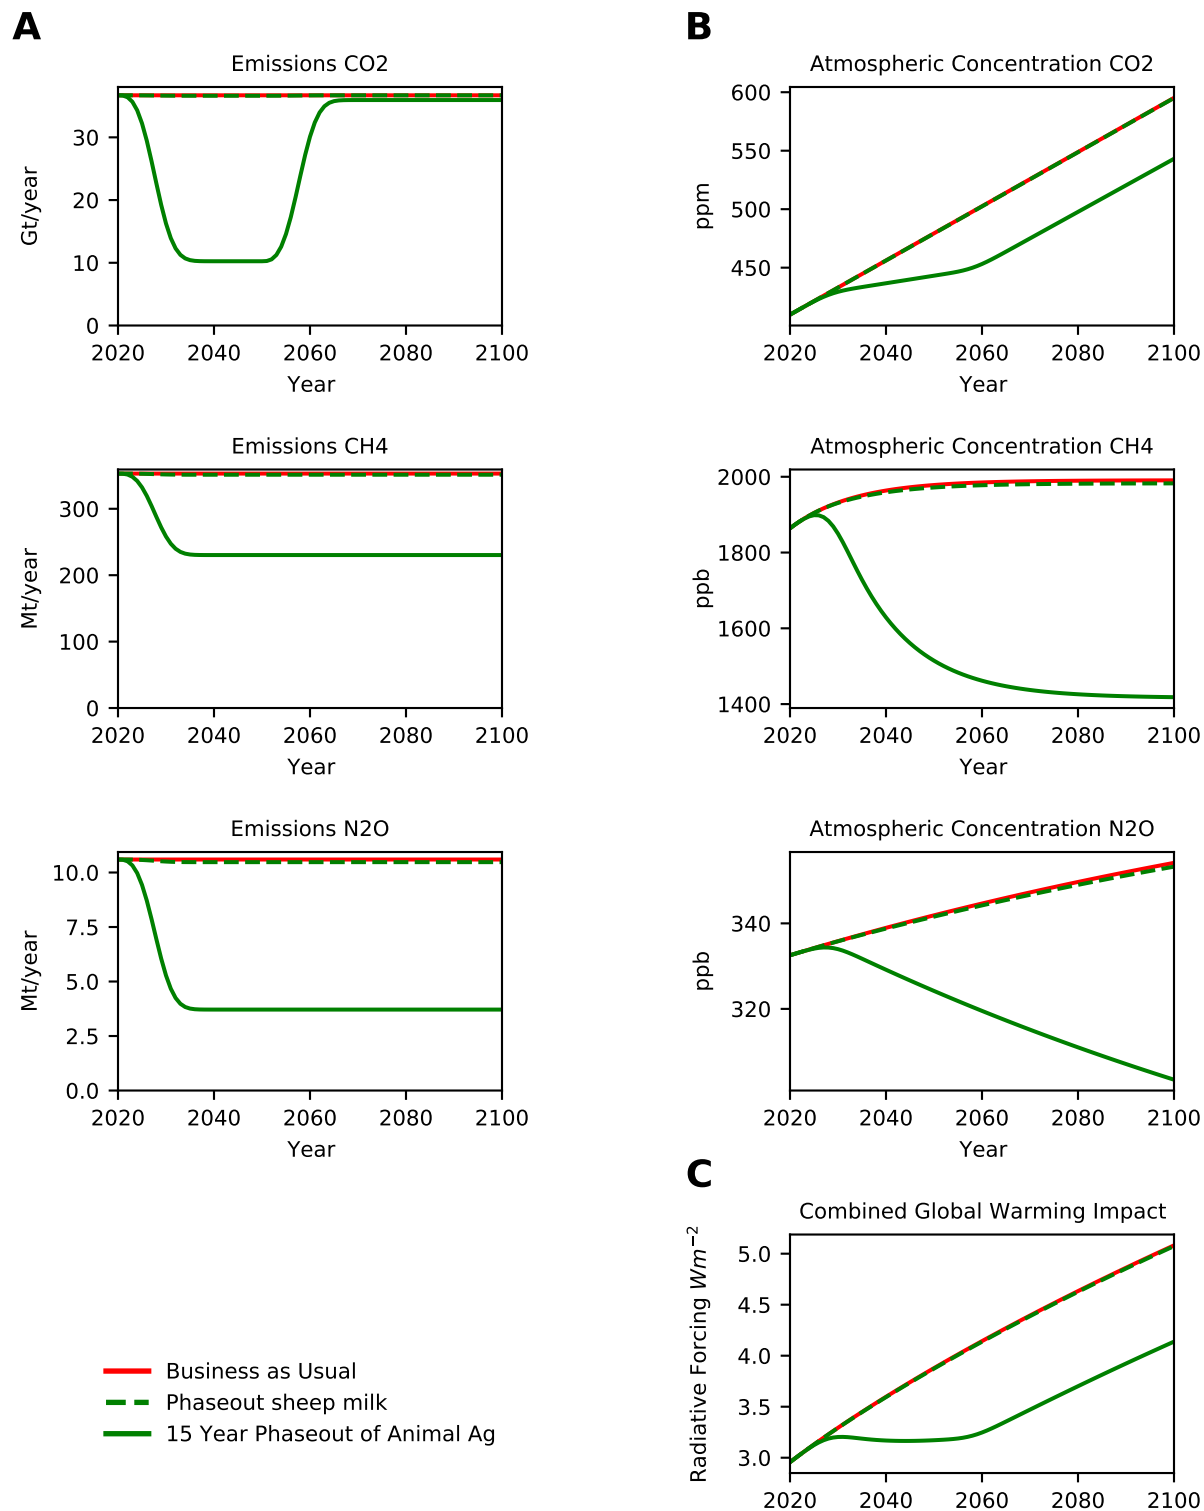 A
Emissions CO2
Gt/year
30
20
10
0
2020 2040 2060 2080 2100
Year
Emissions CH4
Mt/year
300
200
100
0
2020 2040 2060 2080 2100
Year
Emissions N2O
Mt/year
10.0
7.5
5.0
2.5
0.0
2020 2040 2060 2080 2100
Year
B
Atmospheric Concentration CO2
ppm
600
550
500
450
2020 2040 2060 2080 2100
Year
Atmospheric Concentration CH4
ppb
2000
1800
1600
1400
2020 2040 2060 2080 2100
Year
Atmospheric Concentration N2O
ppb
340
320
2020 2040 2060 2080 2100
Year
C
Combined Global Warming Impact
Radiative Forcing Wm⁻²
5.0
4.5
4.0
3.5
3.0
2020 2040 2060 2080 2100
Business as Usual
Phaseout sheep milk
15 Year Phaseout of Animal Ag